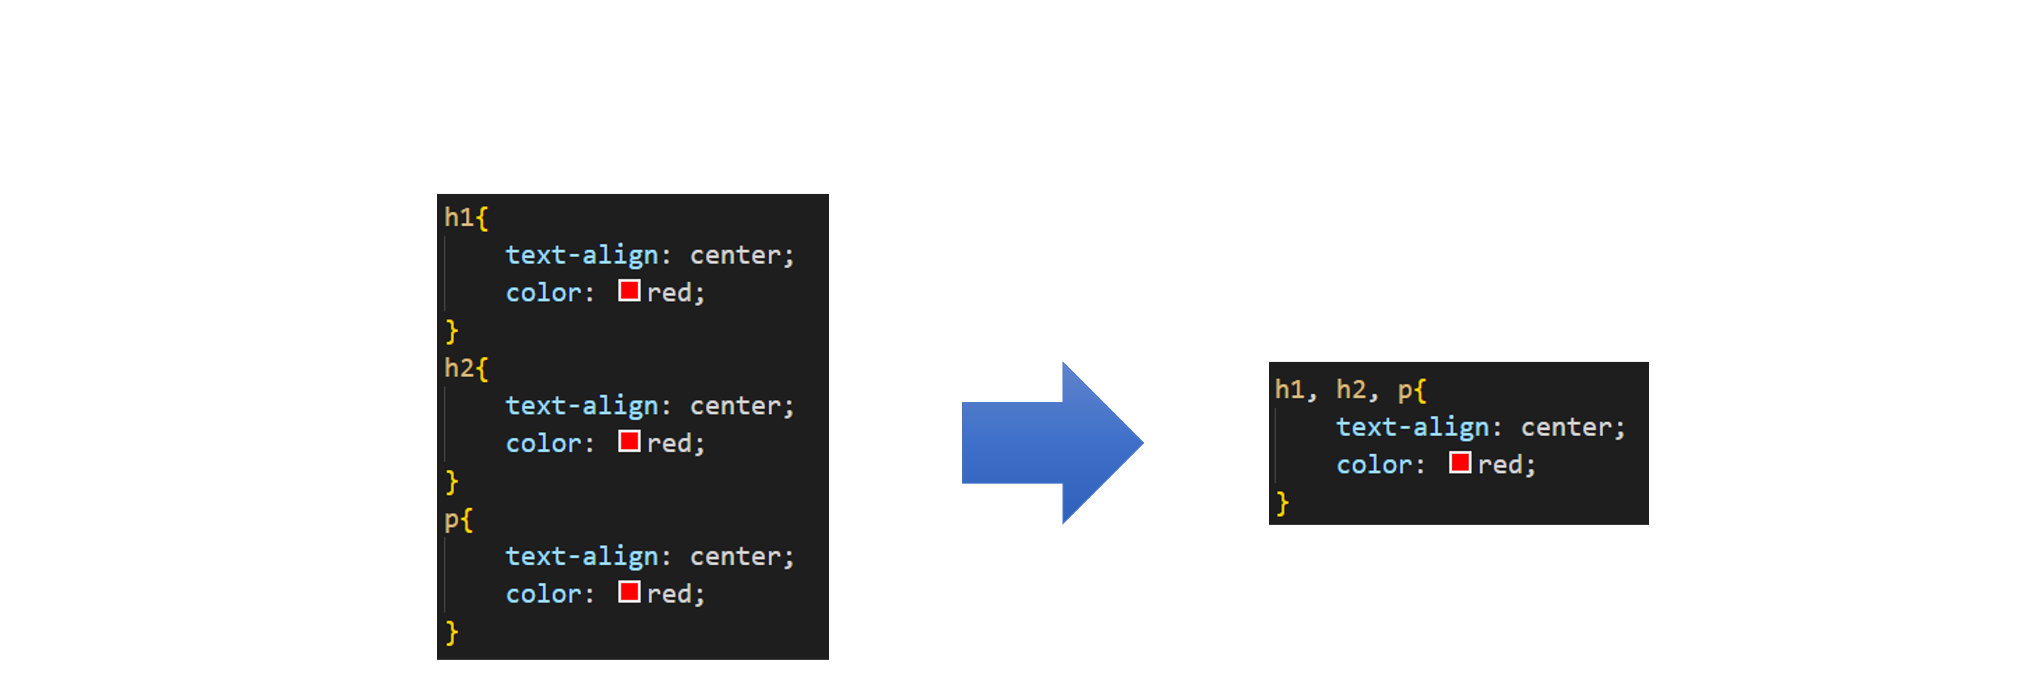 h1{
text-align: center;
color: red;
}
h2{
text-align: center;
color: red;
}
p{
text-align: center;
color: red;
}
h1, h2, p{
text-align: center;
color: red;
}